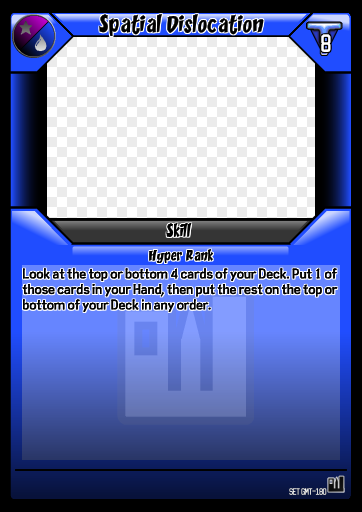 Spatial Dislocation
8
Skill
Hyper Rank
Look at the top or bottom 4 cards of your Deck. Put 1 of
those cards in your Hand, then put the rest on the top or
bottom of your Deck in any order.
SET GMT-180